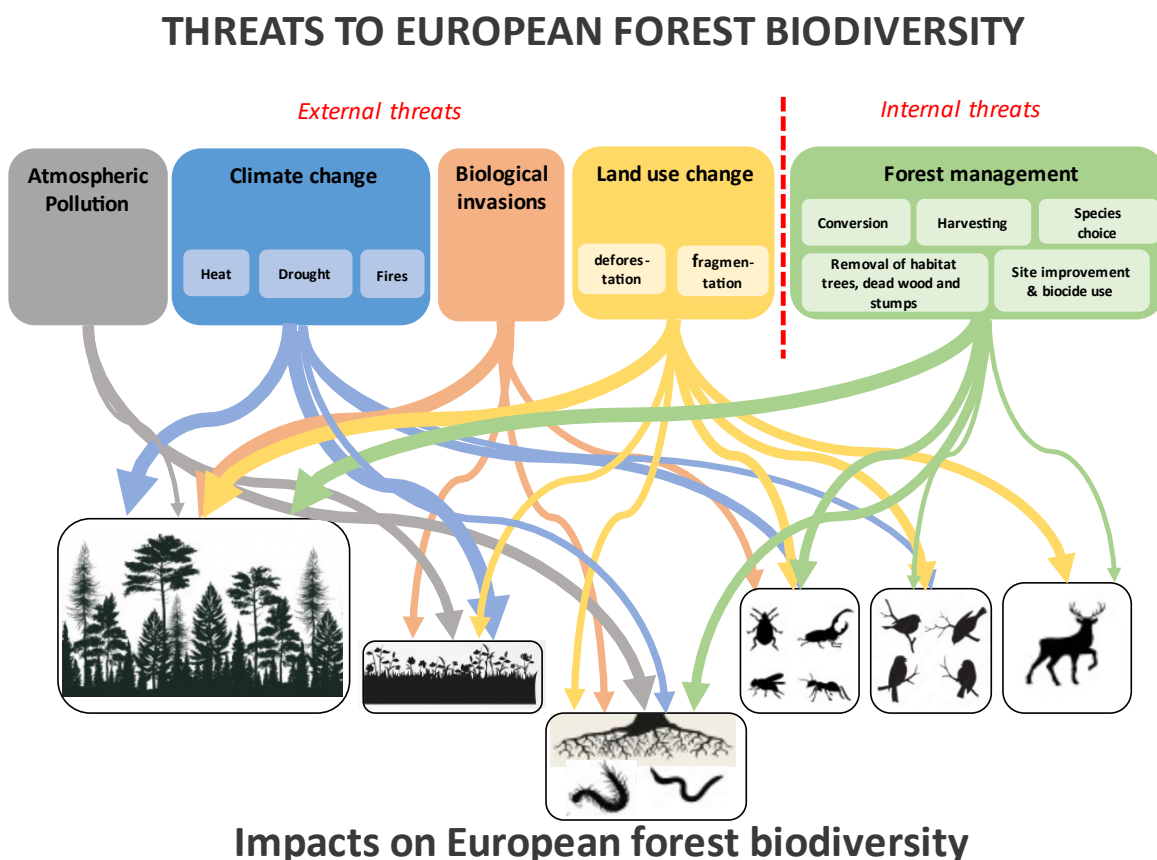 THREATS TO EUROPEAN FOREST BIODIVERSITY
External threats
Internal threats
Atmospheric
Pollution
Climate change
Heat
Drought
Fires
Biological
invasions
Land use change
defores-
tation
fragmen-
tation
Forest management
Conversion
Harvesting
Species
choice
Removal of habitat
trees, dead wood and
stumps
Site improvement
& biocide use
Impacts on European forest biodiversity